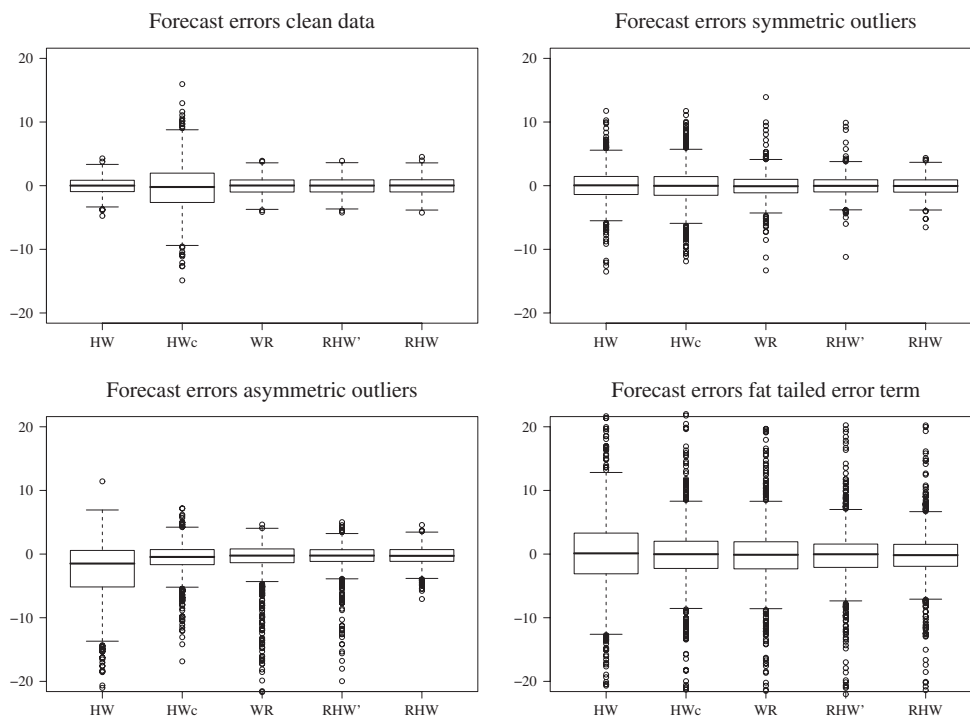 Forecast errors clean data
20
10
0
−10
−20
HW HWc WR RHW' RHW
Forecast errors symmetric outliers
20
10
0
−10
−20
HW HWc WR RHW' RHW
Forecast errors asymmetric outliers
20
10
0
−10
−20
HW HWc WR RHW' RHW
Forecast errors fat tailed error term
20
10
0
−10
−20
HW HWc WR RHW' RHW